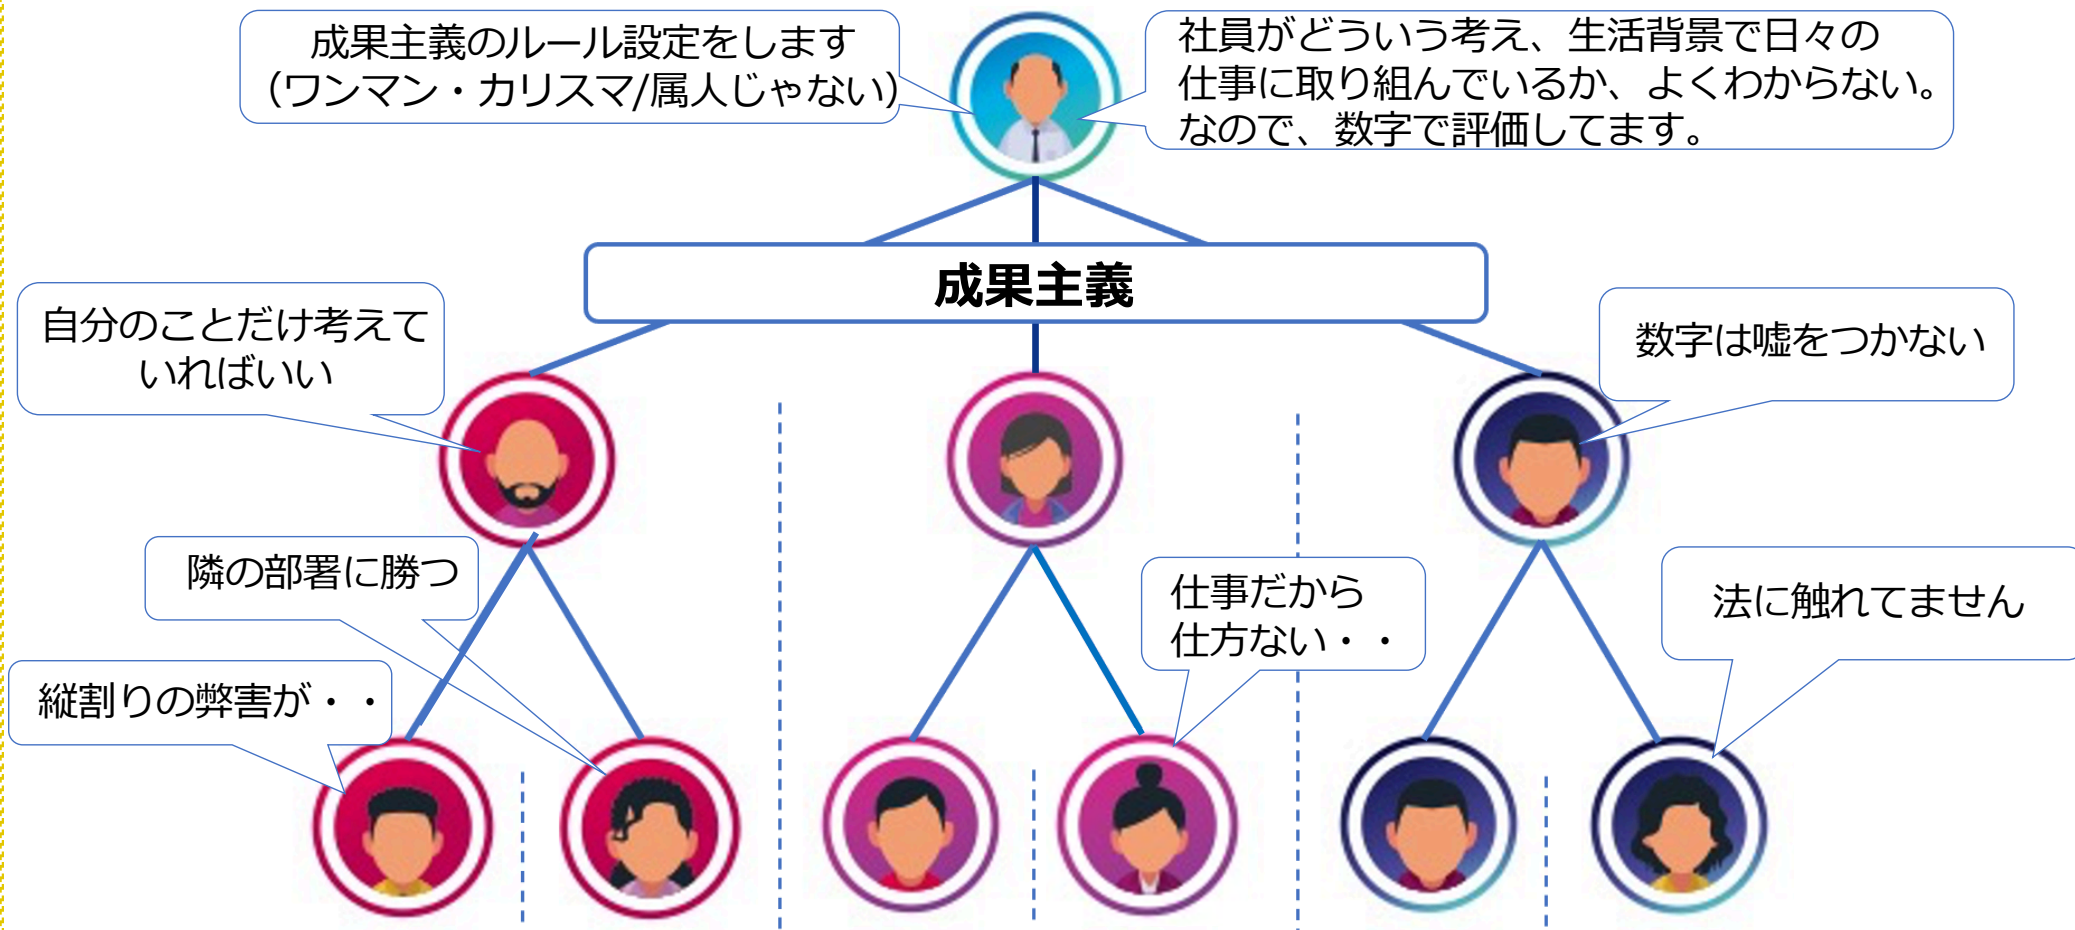 成果主義のルール設定をします
（ワンマン・カリスマ/属人じゃない）
社員がどういう考え、生活背景で日々の
仕事に取り組んでいるか、よくわからない。
なので、数字で評価してます。
成果主義
自分のことだけ考えて
いればいい
数字は嘘をつかない
隣の部署に勝つ
仕事だから
仕方ない・・
法に触れてません
縦割りの弊害が・・